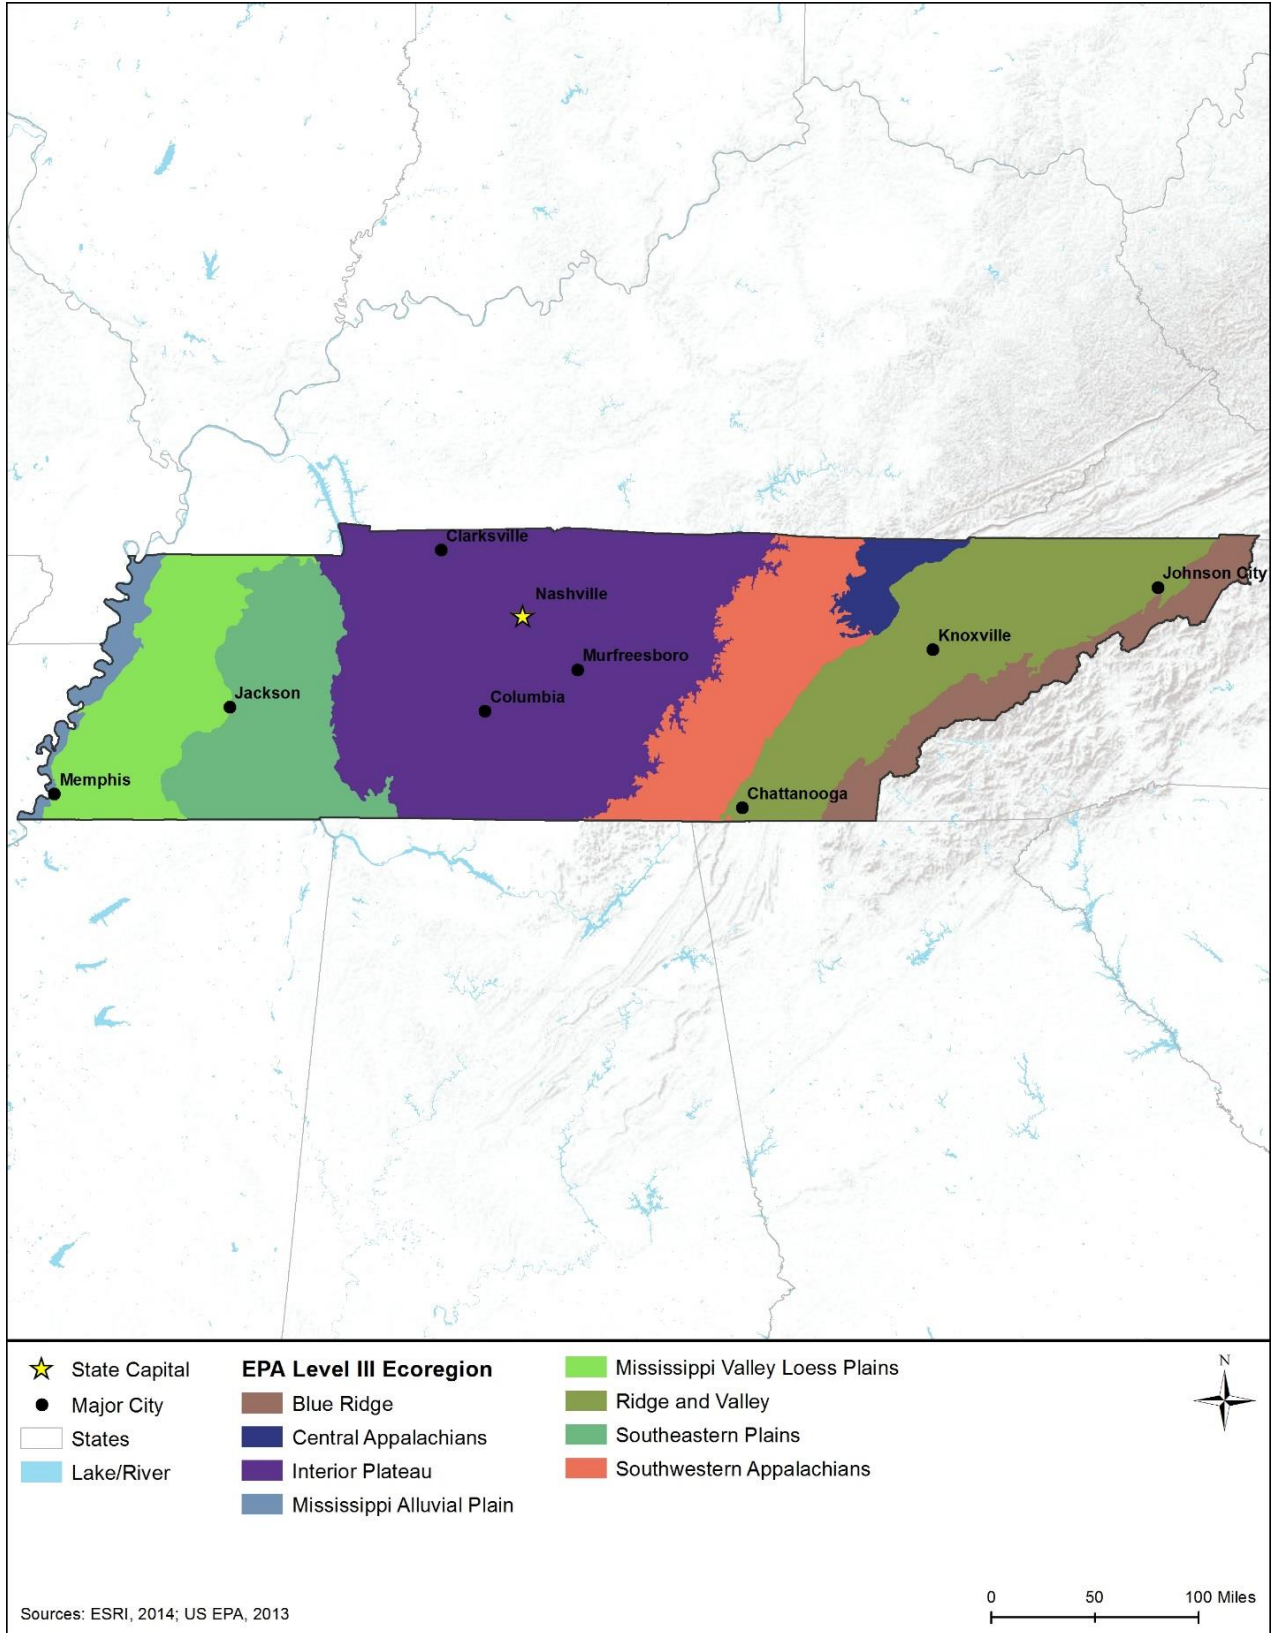 Clarksville
Nashville
Johnson City
Knoxville
Murfreesboro
Jackson
Columbia
Memphis
Chattanooga
State Capital
Major City
States
Lake/River
EPA Level III Ecoregion
Blue Ridge
Central Appalachians
Interior Plateau
Mississippi Alluvial Plain
Mississippi Valley Loess Plains
Ridge and Valley
Southeastern Plains
Southwestern Appalachians
N
0 50 100 Miles
Sources: ESRI, 2014; US EPA, 2013